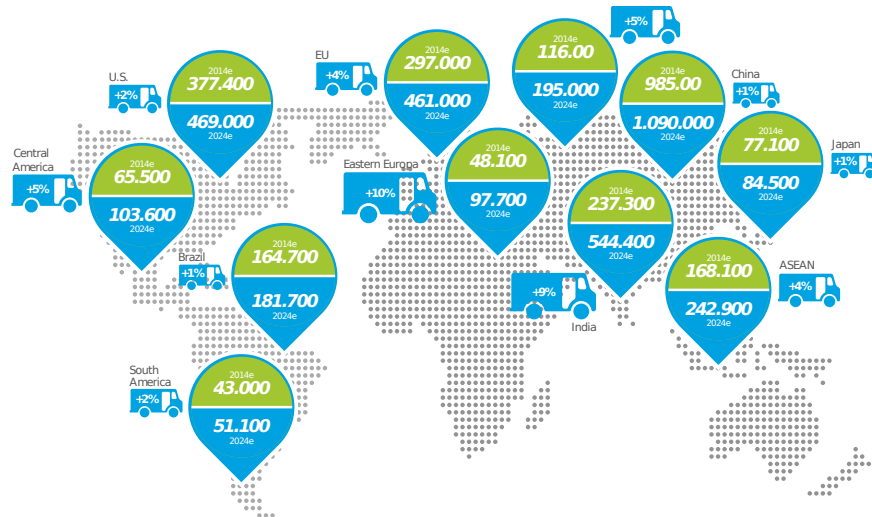 U.S.
+2%
2014e
377.400
469.000
2024e
EU
+4%
2014e
297.000
461.000
2024e
+5%
2014e
116.00
195.000
2024e
2014e
985.00
1.090.000
2024e
China
+1%
2014e
77.100
84.500
2024e
Japan
+1%
Central
America
+5%
2014e
65.500
103.600
2024e
Eastern Europa
+10%
2014e
48.100
97.700
2024e
2014e
237.300
544.400
2024e
+9%
India
Brazil
+1%
2014e
164.700
181.700
2024e
2014e
168.100
242.900
2024e
ASEAN
+4%
South
America
+2%
2014e
43.000
51.100
2024e